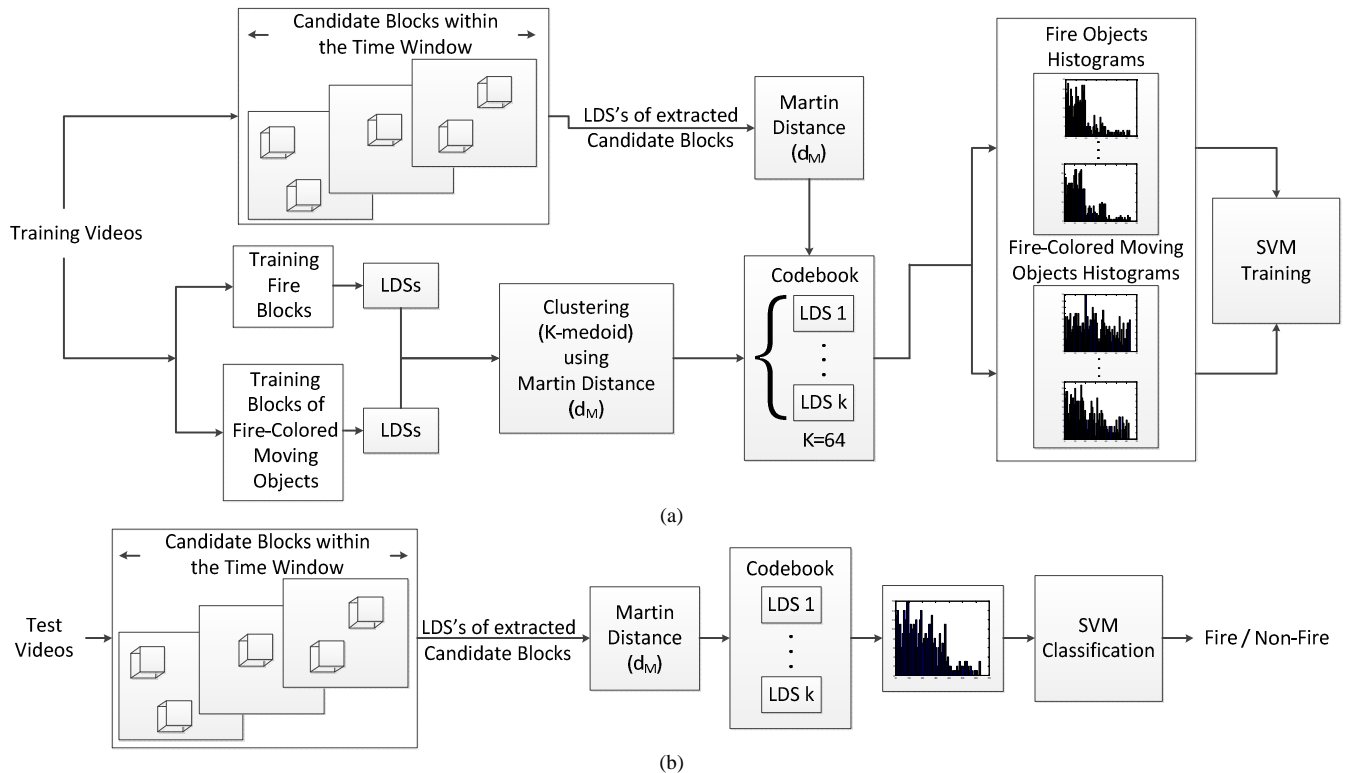 Candidate Blocks within
the Time Window
LDS's of extracted
Candidate Blocks
Martin
Distance
(dM)
Fire Objects
Histograms
Training Videos
Training
Fire
Blocks
LDSs
Training
Blocks of
Fire-Colored
Moving
Objects
LDSs
Clustering
(K-medoid)
using
Martin Distance
(dM)
Codebook
LDS 1
LDS k
K=64
Fire-Colored Moving
Objects Histograms
SVM
Training
(a)
Test
Videos
Candidate Blocks within
the Time Window
LDS's of extracted
Candidate Blocks
Martin
Distance
(dM)
Codebook
LDS 1
LDS k
SVM
Classification
Fire / Non-Fire
(b)